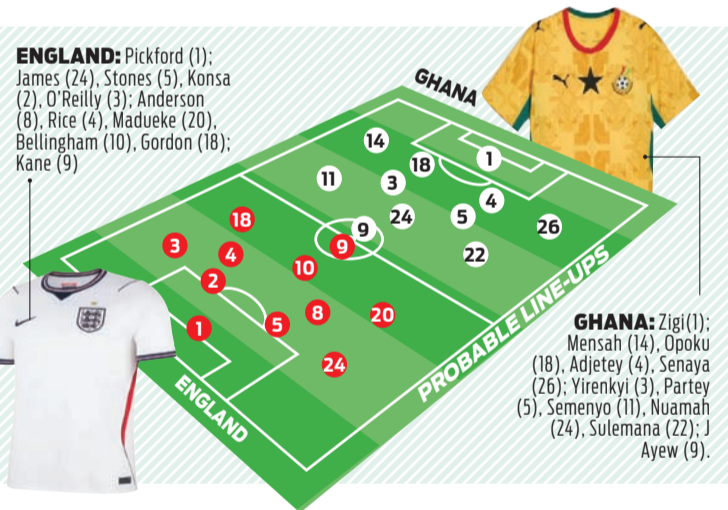 ENGLAND: Pickford (1);
James (24), Stones (5), Konsa
(2), O'Reilly (3); Anderson
(8), Rice (4), Madueke (20),
Bellingham (10), Gordon (18);
Kane (9)
GHANA
14
18
1
11
3
4
24
5
26
9
22
18
3
4
9
10
2
1
5
8
20
24
ENGLAND
PROBABLE LINE-UPS
GHANA: Zigi(1);
Mensah (14), Opoku
(18), Adjetey (4), Senaya
(26); Yirenkyi (3), Partey
(5), Semenyo (11), Nuamah
(24), Sulemana (22); J
Ayew (9).